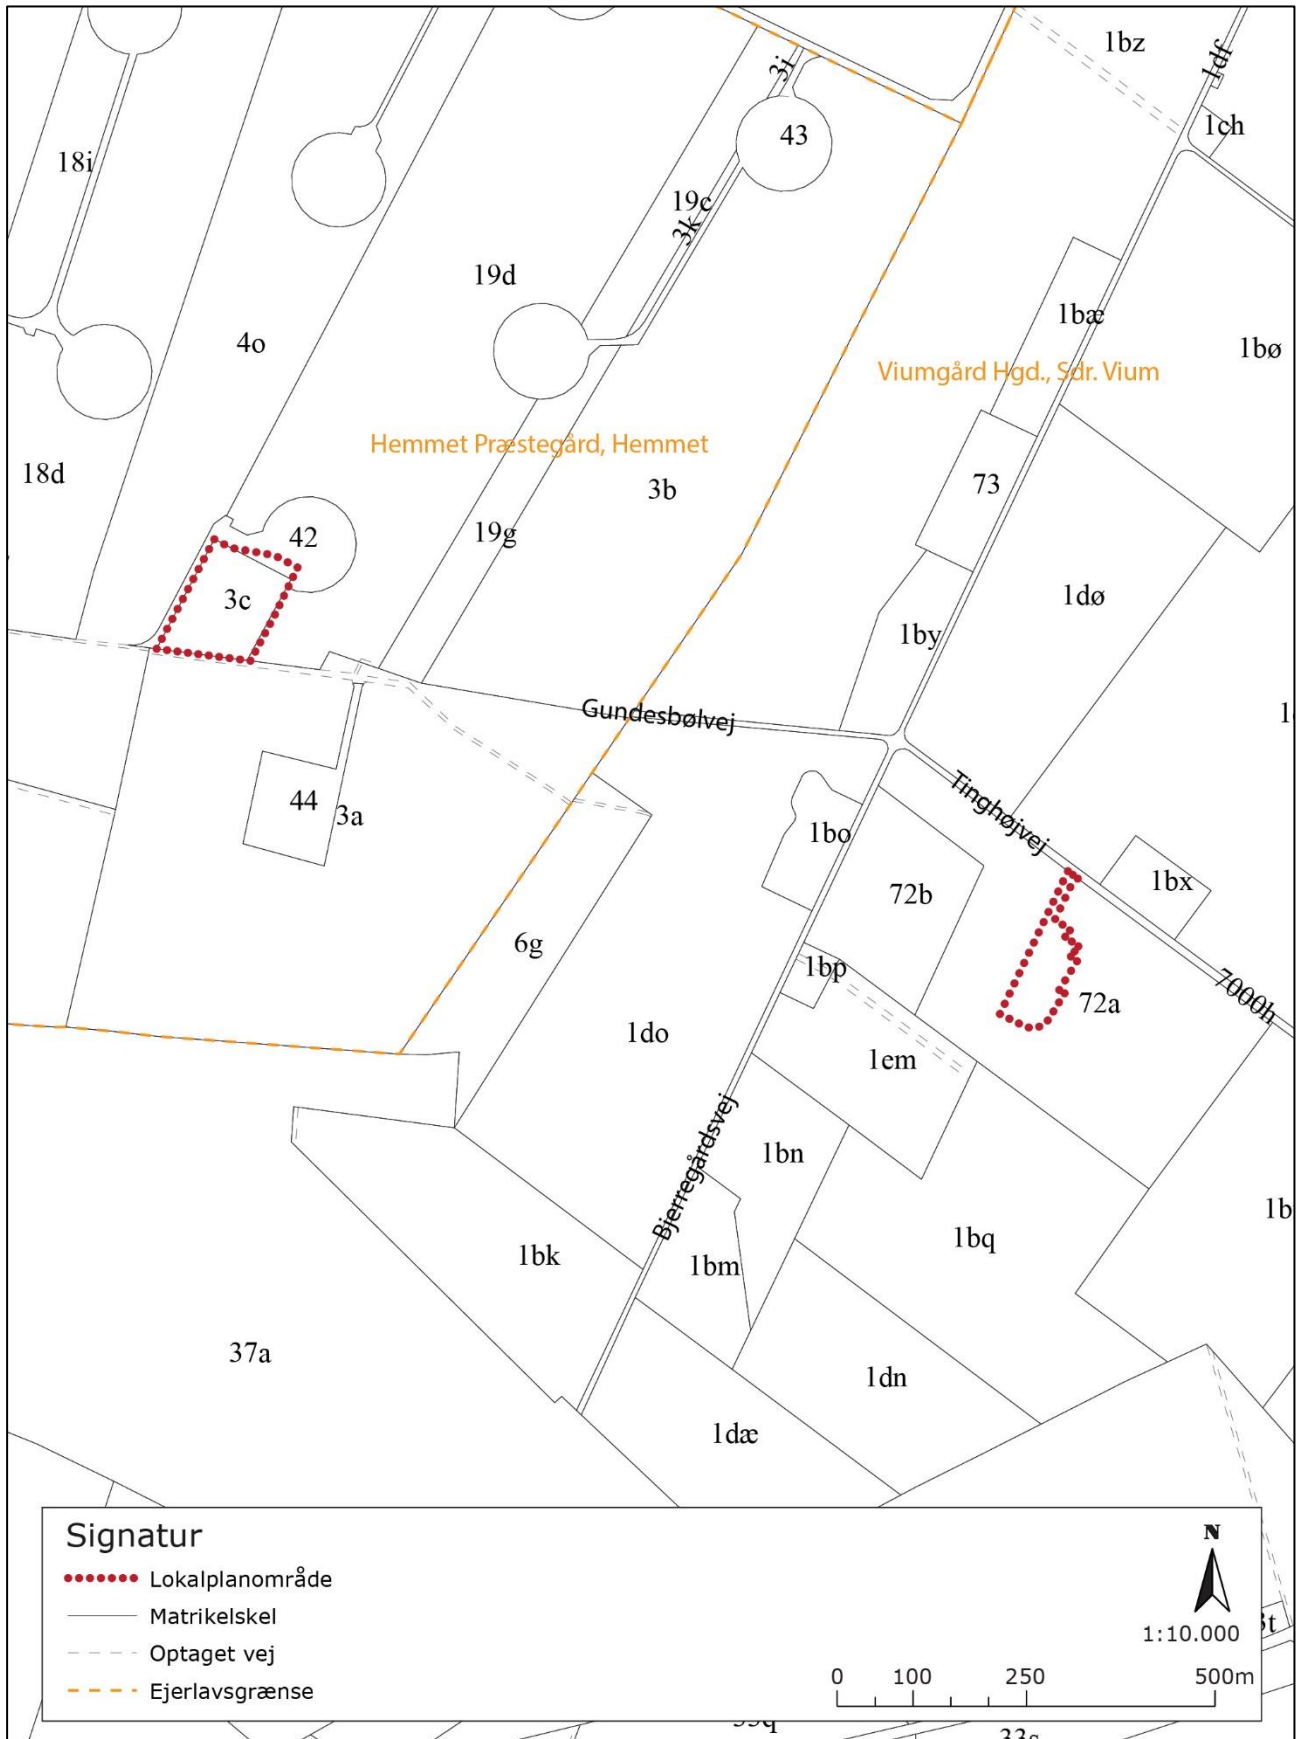 1bz
1df
3i
43
1ch
18i
19c
3k
19d
1bæ
4o
1bø
Viumgård Hgd., Sdr. Vium
Hemmet Præstegård, Hemmet
18d
3b
73
42
19g
3c
1dø
1by
Gundesbølvej
Tinghøjvej
44
3a
1bo
1bx
72b
6g
1bp
7000h
72a
1do
1em
Bjerregårdsvej
1bn
1b
1bq
1bk
1bm
37a
1dn
1dæ
Signatur
Lokalplanområde
Matrikelskel
Optaget vej
Ejerlavsgrænse
N
1:10.000
0 100 250 500m